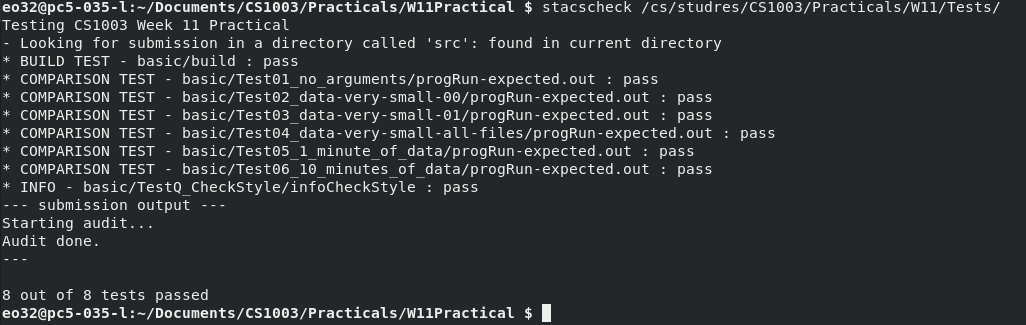 eo32@pc5-035-l:~/Documents/CS1003/Practicals/W11Practical $ stacscheck /cs/studres/CS1003/Practicals/W11/Tests/
Testing CS1003 Week 11 Practical
- Looking for submission in a directory called 'src': found in current directory
* BUILD TEST - basic/build : pass
* COMPARISON TEST - basic/Test01_no_arguments/progRun-expected.out : pass
* COMPARISON TEST - basic/Test02_data-very-small-00/progRun-expected.out : pass
* COMPARISON TEST - basic/Test03_data-very-small-01/progRun-expected.out : pass
* COMPARISON TEST - basic/Test04_data-very-small-all-files/progRun-expected.out : pass
* COMPARISON TEST - basic/Test05_1_minute_of_data/progRun-expected.out : pass
* COMPARISON TEST - basic/Test06_10_minutes_of_data/progRun-expected.out : pass
* INFO - basic/TestQ_CheckStyle/infoCheckStyle : pass
--- submission output ---
Starting audit...
Audit done.
---
8 out of 8 tests passed
eo32@pc5-035-l:~/Documents/CS1003/Practicals/W11Practical $